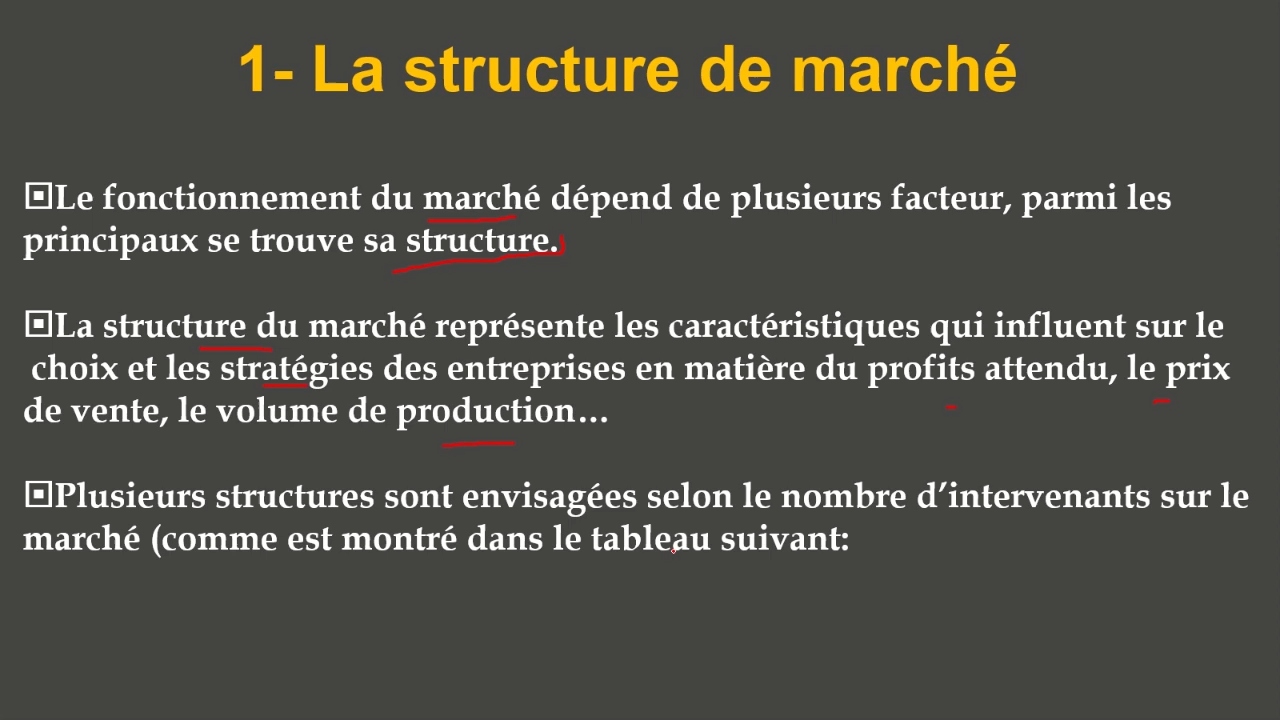 1- La structure de marché
Le fonctionnement du marché dépend de plusieurs facteur, parmi les
principaux se trouve sa structure.
La structure du marché représente les caractéristiques qui influent sur le
choix et les stratégies des entreprises en matière du profits attendu, le prix
de vente, le volume de production…
Plusieurs structures sont envisagées selon le nombre d’intervenants sur le
marché (comme est montré dans le tableau suivant: